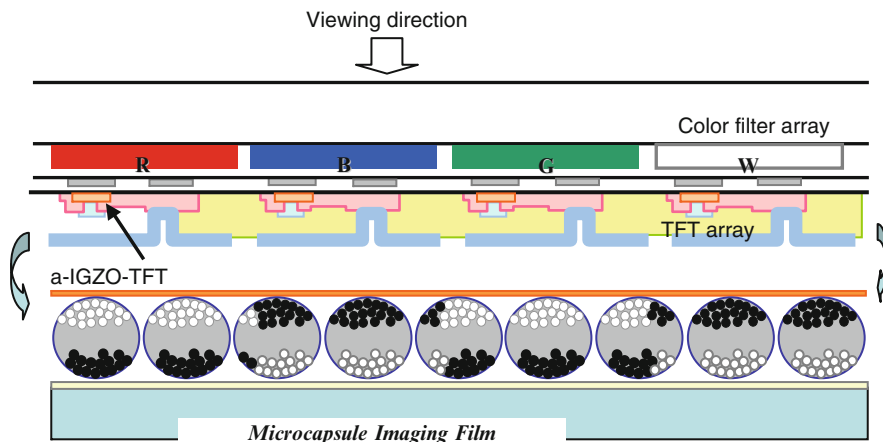 Viewing direction
Color filter array
R B G W
TFT array
a-IGZO-TFT
Microcapsule Imaging Film